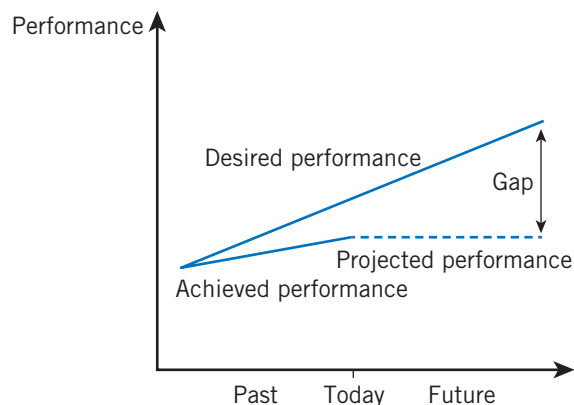 Performance
Desired performance
Gap
Projected performance
Achieved performance
Past Today Future